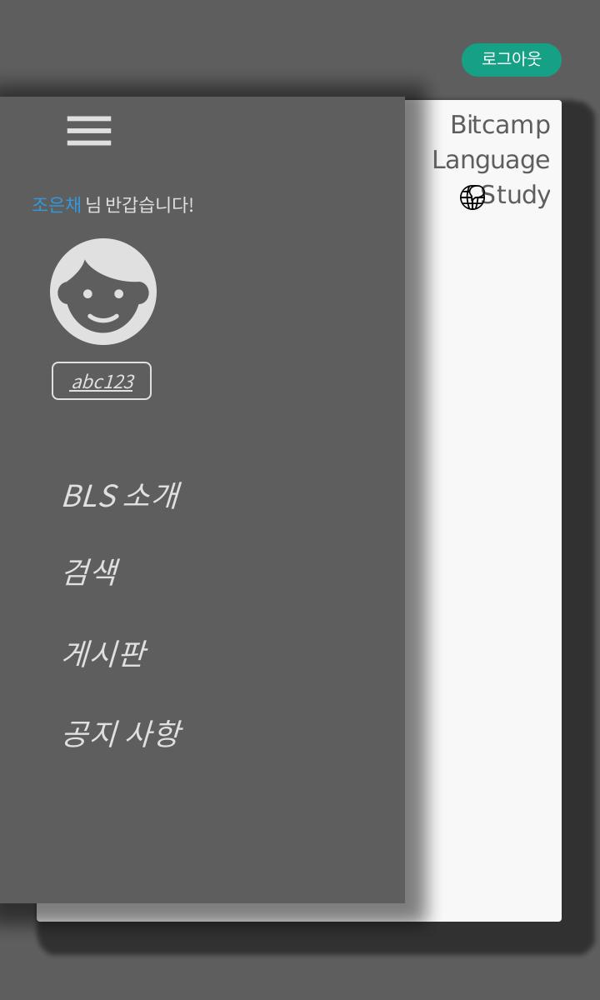 로그아웃
Bitcamp
Language
Study
조은채 님 반갑습니다!
abc123
BLS 소개
검색
게시판
공지 사항